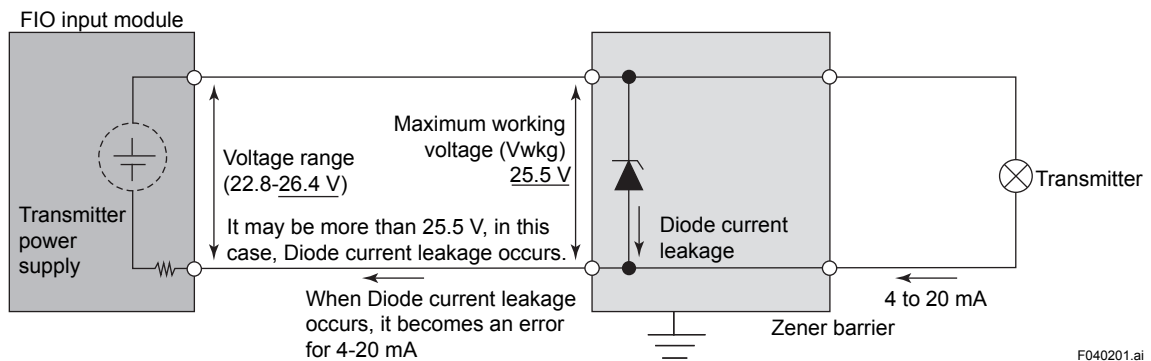 FIO input module
Transmitter
power
supply
Voltage range
(22.8-26.4 V)
It may be more than 25.5 V, in this
case, Diode current leakage occurs.
When Diode current leakage
occurs, it becomes an error
for 4-20 mA
Maximum working
voltage (Vwkg)
25.5 V
Diode current
leakage
Zener barrier
4 to 20 mA
Transmitter
F040201.ai